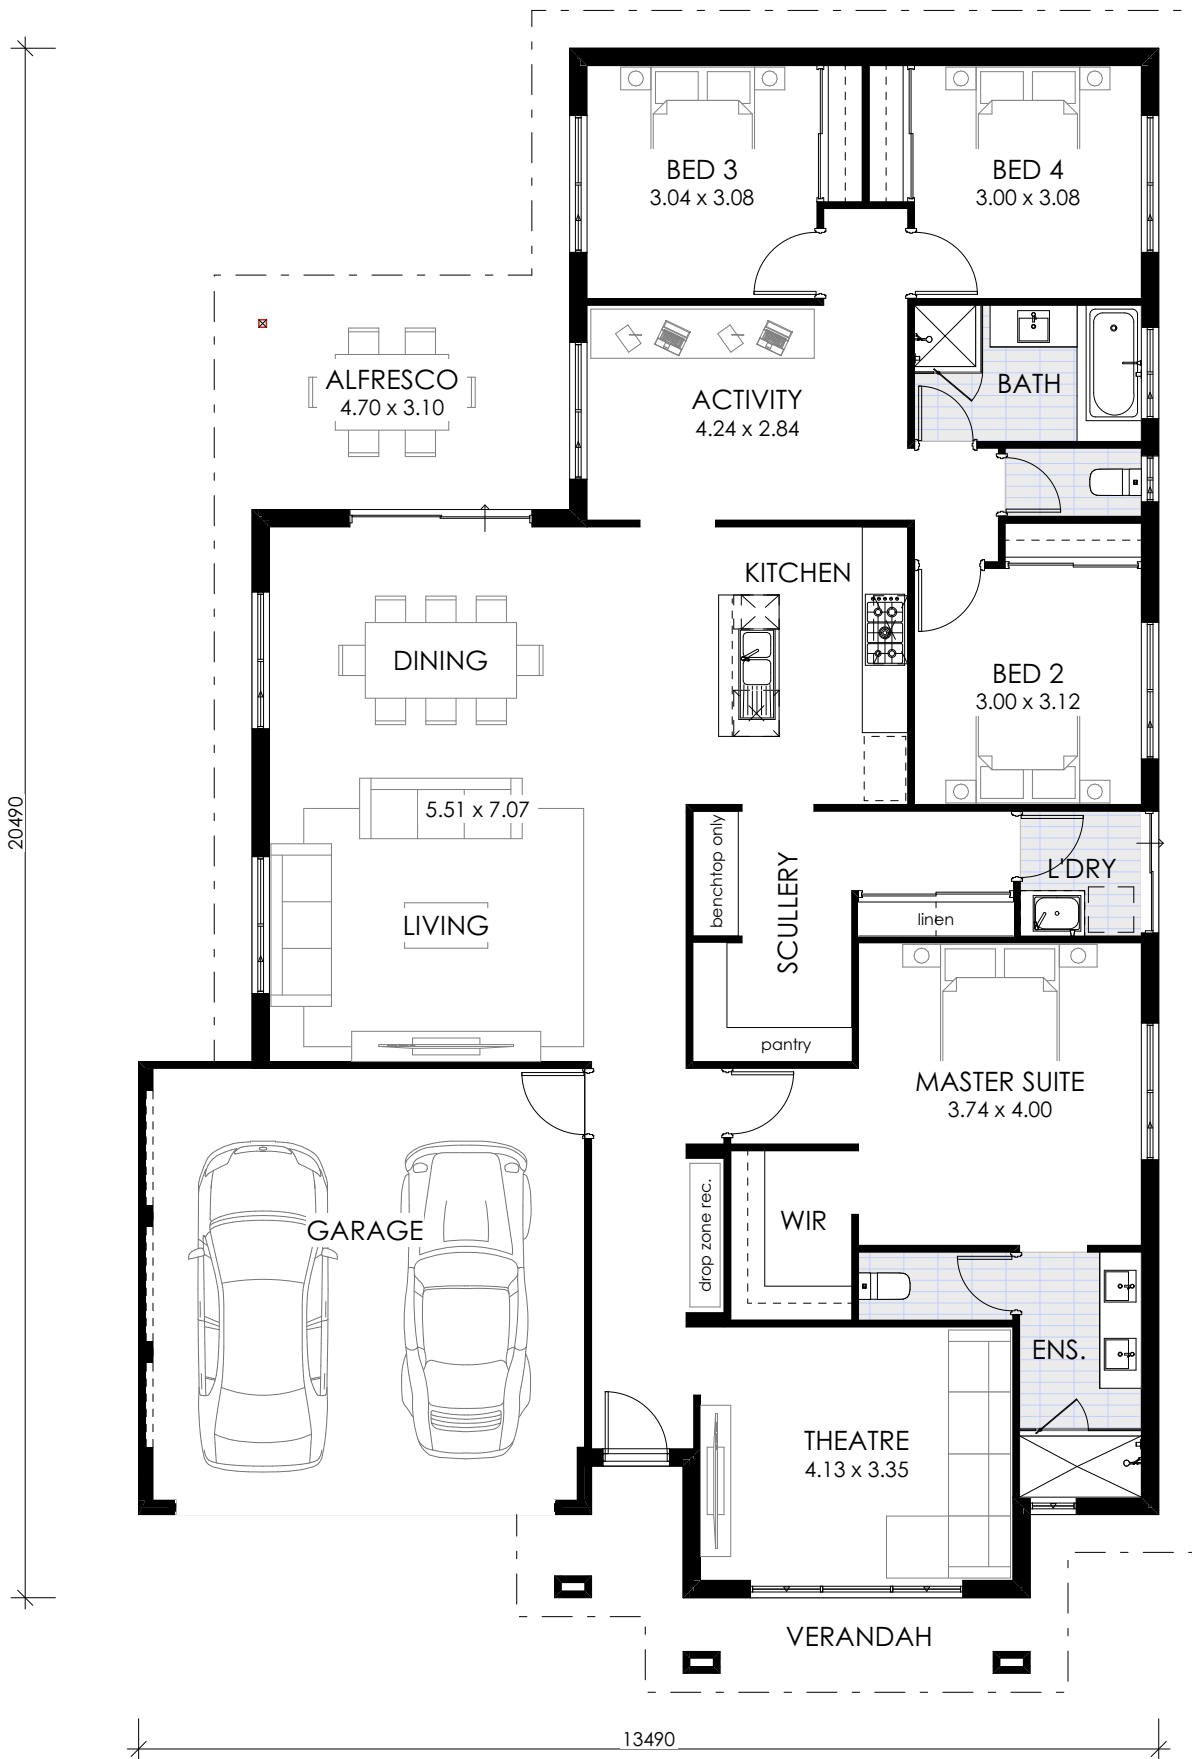 BED 3
3.04 x 3.08
BED 4
3.00 x 3.08
ALFRESCO
4.70 x 3.10
ACTIVITY
4.24 x 2.84
BATH
KITCHEN
DINING
BED 2
3.00 x 3.12
5.51 x 7.07
20490
benchtop only
SCULLERY
L'DRY
linen
LIVING
pantry
MASTER SUITE
3.74 x 4.00
GARAGE
drop zone rec.
WIR
ENS.
THEATRE
4.13 x 3.35
VERANDAH
13490